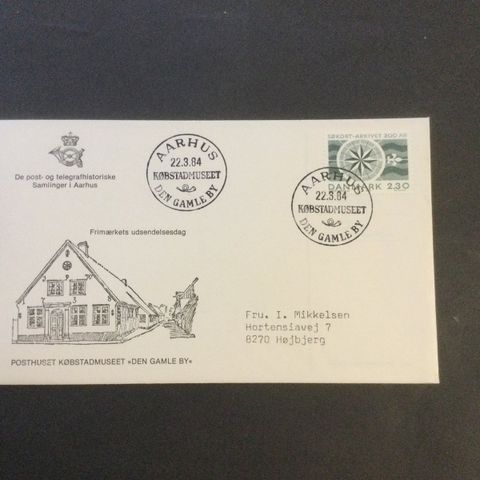 De post- og telegrafhistoriske
Samlinger i Aarhus
AARHUS
22.3.84
KØBSTADMUSEET
DEN GAMLE BY
SØKORT-ARKIVET 200 ÅR
DANMARK 2.30
AARHUS
22.3.84
KØBSTADMUSEET
DEN GAMLE BY
Frimærkets udsendelsesdag
POSTHUSET KØBSTADMUSEET »DEN GAMLE BY«
Fru. I. Mikkelsen
Hortensiavej 7
8270 Højbjerg